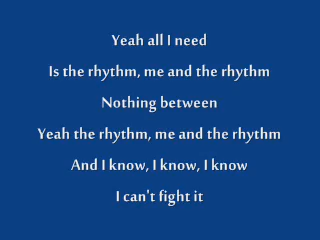 Yeah all I need
Is the rhythm, me and the rhythm
Nothing between
Yeah the rhythm, me and the rhythm
And I know, I know, I know
I can't fight it